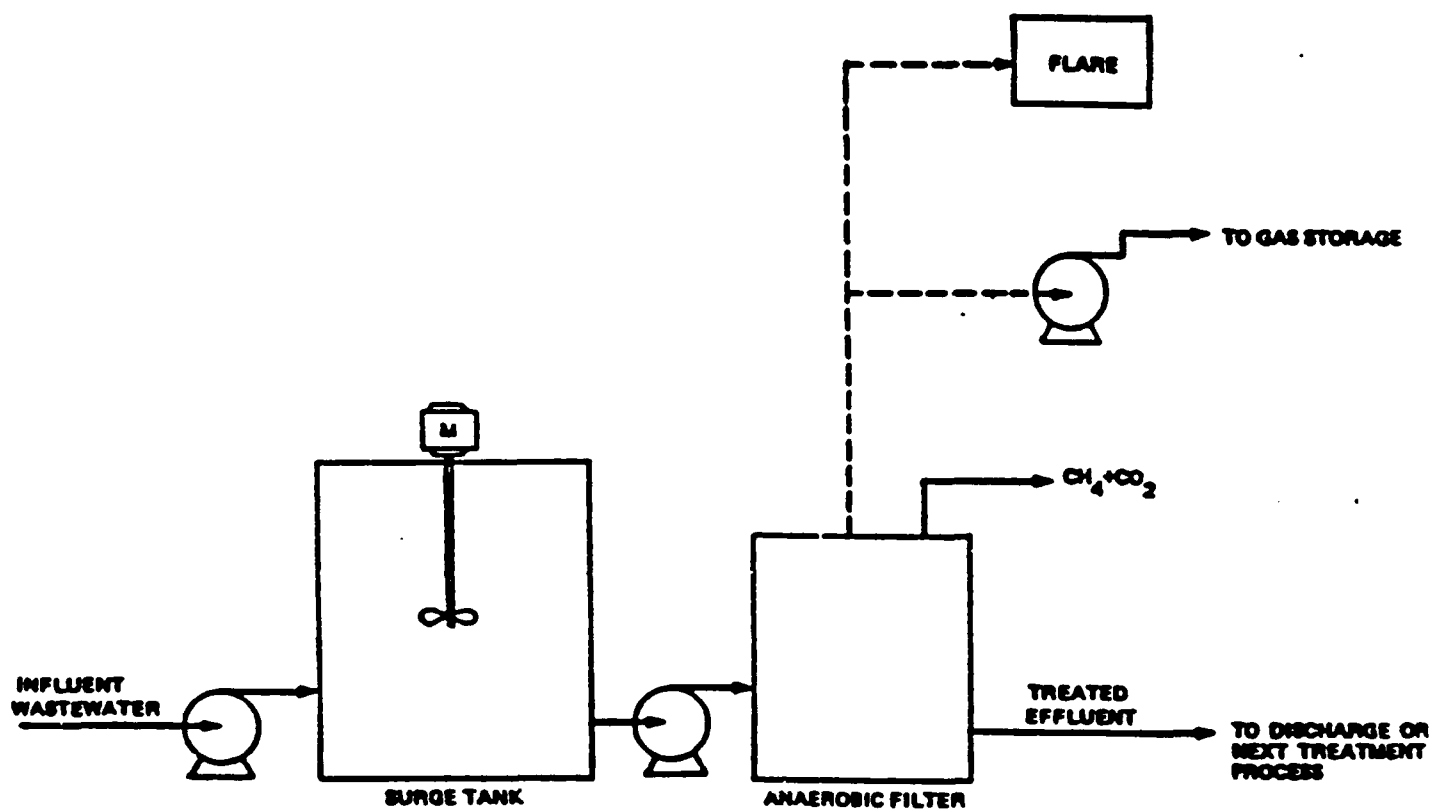 FLARE
TO GAS STORAGE
M
CH4+CO2
INFLUENT
WASTEWATER
TREATED
EFFLUENT
TO DISCHARGE OR
NEXT TREATMENT
PROCESS
SURGE TANK
ANAEROBIC FILTER